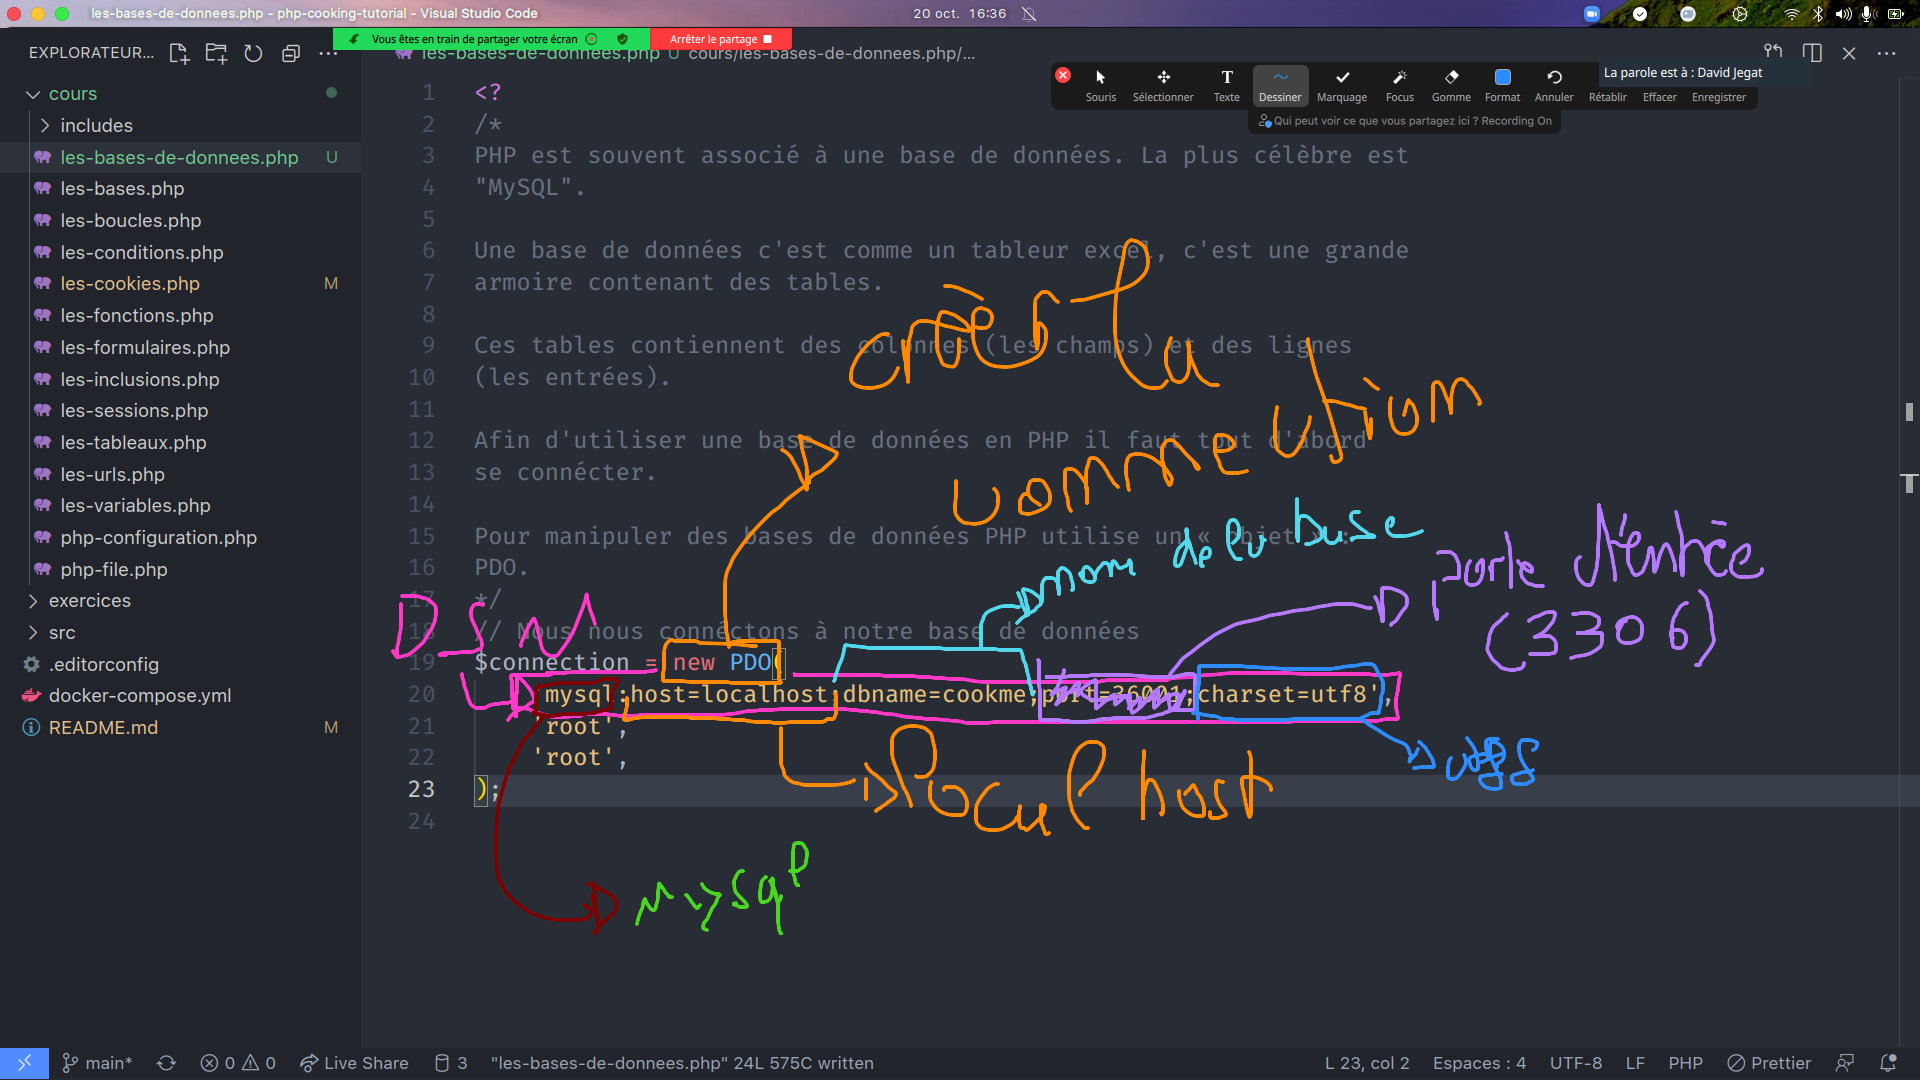 les-bases-de-donnees.php - php-cooking-tutorial - Visual Studio Code
20 oct. 16:36
Vous êtes en train de partager votre écran
Arrêter le partage
EXPLORATEUR...
les-bases-de-donnees.php U cours/les-bases-de-donnees.php/...
Souris
Sélectionner
Texte
Dessiner
Marquage
Focus
Gomme
Format
Annuler
Rétablir
Effacer
Enregistrer
La parole est à : David Jegat
Qui peut voir ce que vous partagez ici ? Recording On
cours
includes
les-bases-de-donnees.php U
les-bases.php
les-boucles.php
les-conditions.php
les-cookies.php M
les-fonctions.php
les-formulaires.php
les-inclusions.php
les-sessions.php
les-tableaux.php
les-urls.php
les-variables.php
php-configuration.php
php-file.php
exercices
src
.editorconfig
docker-compose.yml
README.md M
1 <?
2 /*
3 PHP est souvent associé à une base de données. La plus célèbre est
4 "MySQL".
5
6 Une base de données c'est comme un tableur excel, c'est une grande
7 armoire contenant des tables.
8
9 Ces tables contiennent des colonnes (les champs) et des lignes
10 (les entrées).
11
12 Afin d'utiliser une base de données en PHP il faut tout d'abord
13 se connécter.
14
15 Pour manipuler des bases de données PHP utilise un « objet » :
16 PDO.
17 */
18 // Nous nous connéctons à notre base de données
19 $connection = new PDO(
20 'mysql:host=localhost;dbname=cookme;port=36001;charset=utf8',
21 'root',
22 'root',
23 );
24
créer la
connection
nom de la base
porte d'entrée
(3306)
DSN
localhost
utf8
Mysql
main*
0
0
Live Share
3
"les-bases-de-donnees.php" 24L 575C written
L 23, col 2
Espaces : 4
UTF-8
LF
PHP
Prettier